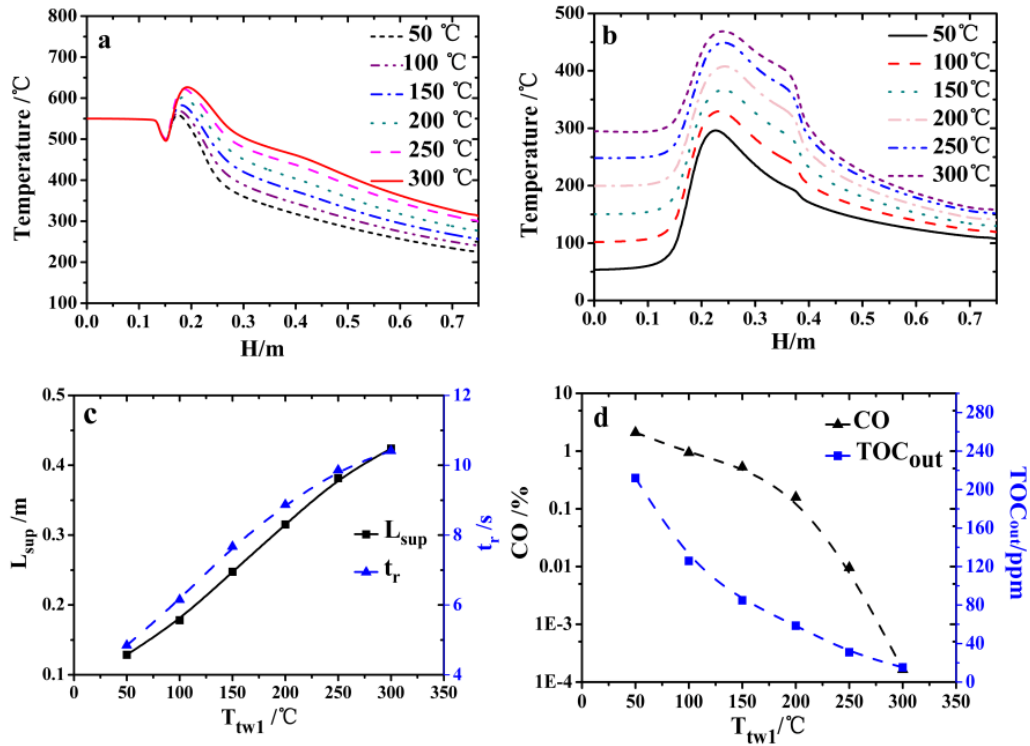 a
800
700
600
500
400
300
200
100
Temperature /℃
0.0 0.1 0.2 0.3 0.4 0.5 0.6 0.7
H/m
50 ℃
100 ℃
150 ℃
200 ℃
250 ℃
300 ℃
b
500
400
300
200
100
0
Temperature /℃
0.0 0.1 0.2 0.3 0.4 0.5 0.6 0.7
H/m
50℃
100℃
150℃
200℃
250℃
300℃
c
0.5
0.4
0.3
0.2
0.1
Lsup /m
12
10
8
6
4
tr /s
Lsup
tr
50 100 150 200 250 300 350
Ttw1 /℃
d
10
1
0.1
0.01
1E-3
1E-4
CO /%
280
240
200
160
120
80
40
0
TOCout/ppm
CO
TOCout
50 100 150 200 250 300 350
Ttw1 /℃